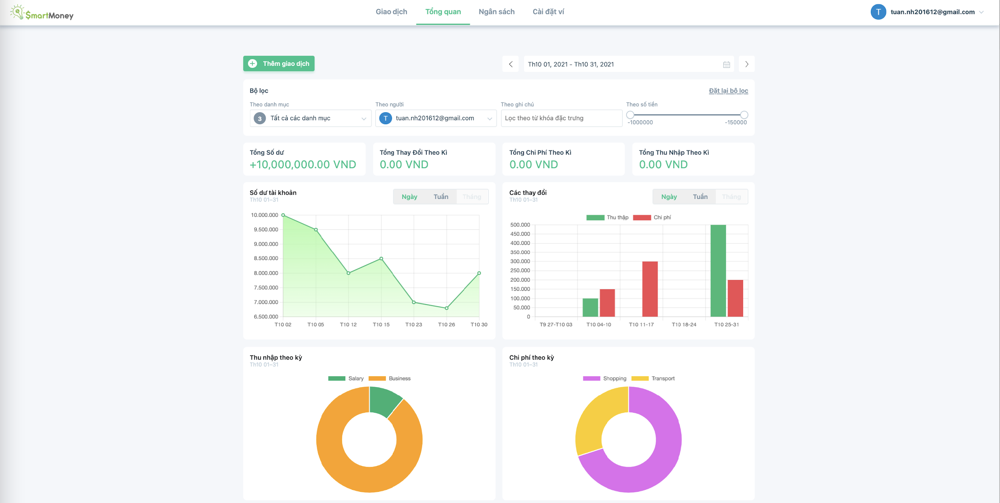 $martMoney
Giao dịch Tổng quan Ngân sách Cài đặt ví
T tuan.nh201612@gmail.com
Thêm giao dịch
Th10 01, 2021 - Th10 31, 2021
Bộ lọc
Đặt lại bộ lọc
Theo danh mục
3 Tất cả các danh mục
Theo người
T tuan.nh201612@gmail.com
Theo ghi chú
Lọc theo từ khóa đặc trưng
Theo số tiền
-1000000 -150000
Tổng Số dư
+10,000,000.00 VND
Tổng Thay Đổi Theo Kì
0.00 VND
Tổng Chi Phí Theo Kì
0.00 VND
Tổng Thu Nhập Theo Kì
0.00 VND
Số dư tài khoản
Th10 01–31
Ngày Tuần Tháng
10.000.000
9.500.000
9.000.000
8.500.000
8.000.000
7.500.000
7.000.000
6.500.000
T10 02 T10 05 T10 12 T10 15 T10 23 T10 26 T10 30
Các thay đổi
Th10 01–31
Ngày Tuần Tháng
Thu thập Chi phí
500.000
450.000
400.000
350.000
300.000
250.000
200.000
150.000
100.000
50.000
0
T9 27-T10 03 T10 04-10 T10 11-17 T10 18-24 T10 25-31
Thu nhập theo kỳ
Th10 01–31
Salary Business
Chi phí theo kỳ
Th10 01–31
Shopping Transport